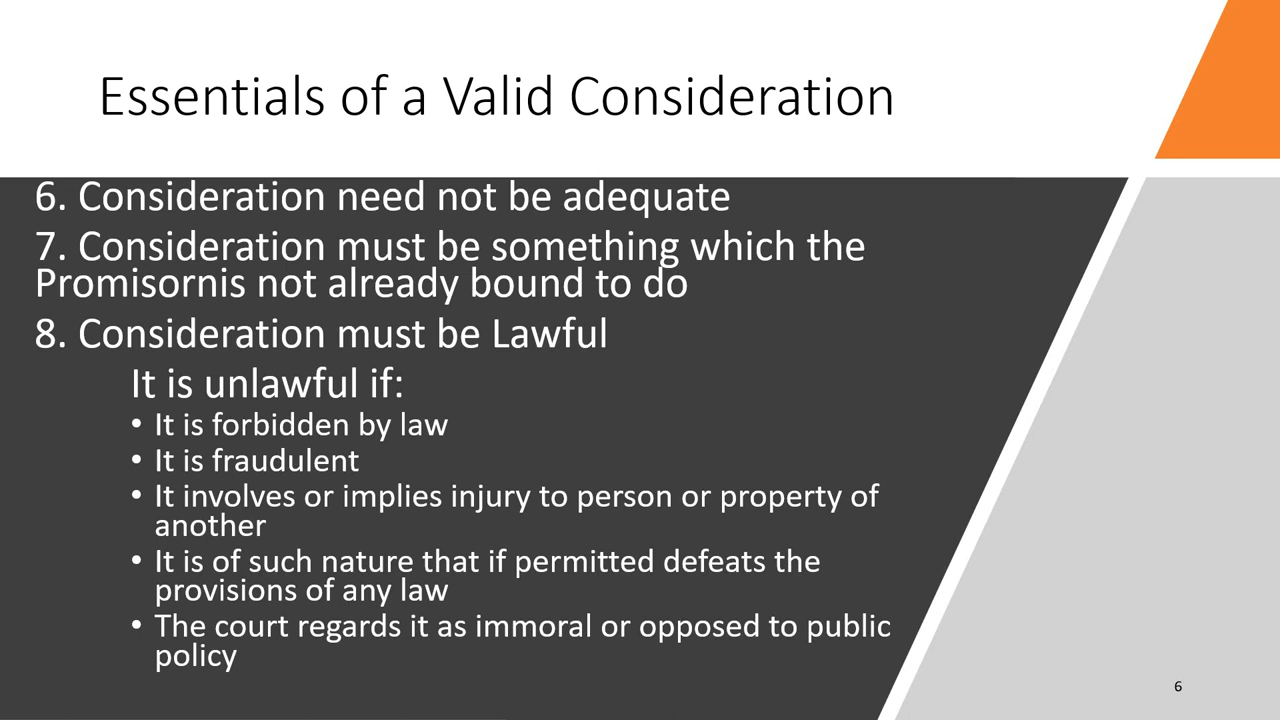 Essentials of a Valid Consideration
6. Consideration need not be adequate
7. Consideration must be something which the
Promisornis not already bound to do
8. Consideration must be Lawful
It is unlawful if:
• It is forbidden by law
• It is fraudulent
• It involves or implies injury to person or property of
another
• It is of such nature that if permitted defeats the
provisions of any law
• The court regards it as immoral or opposed to public
policy
6